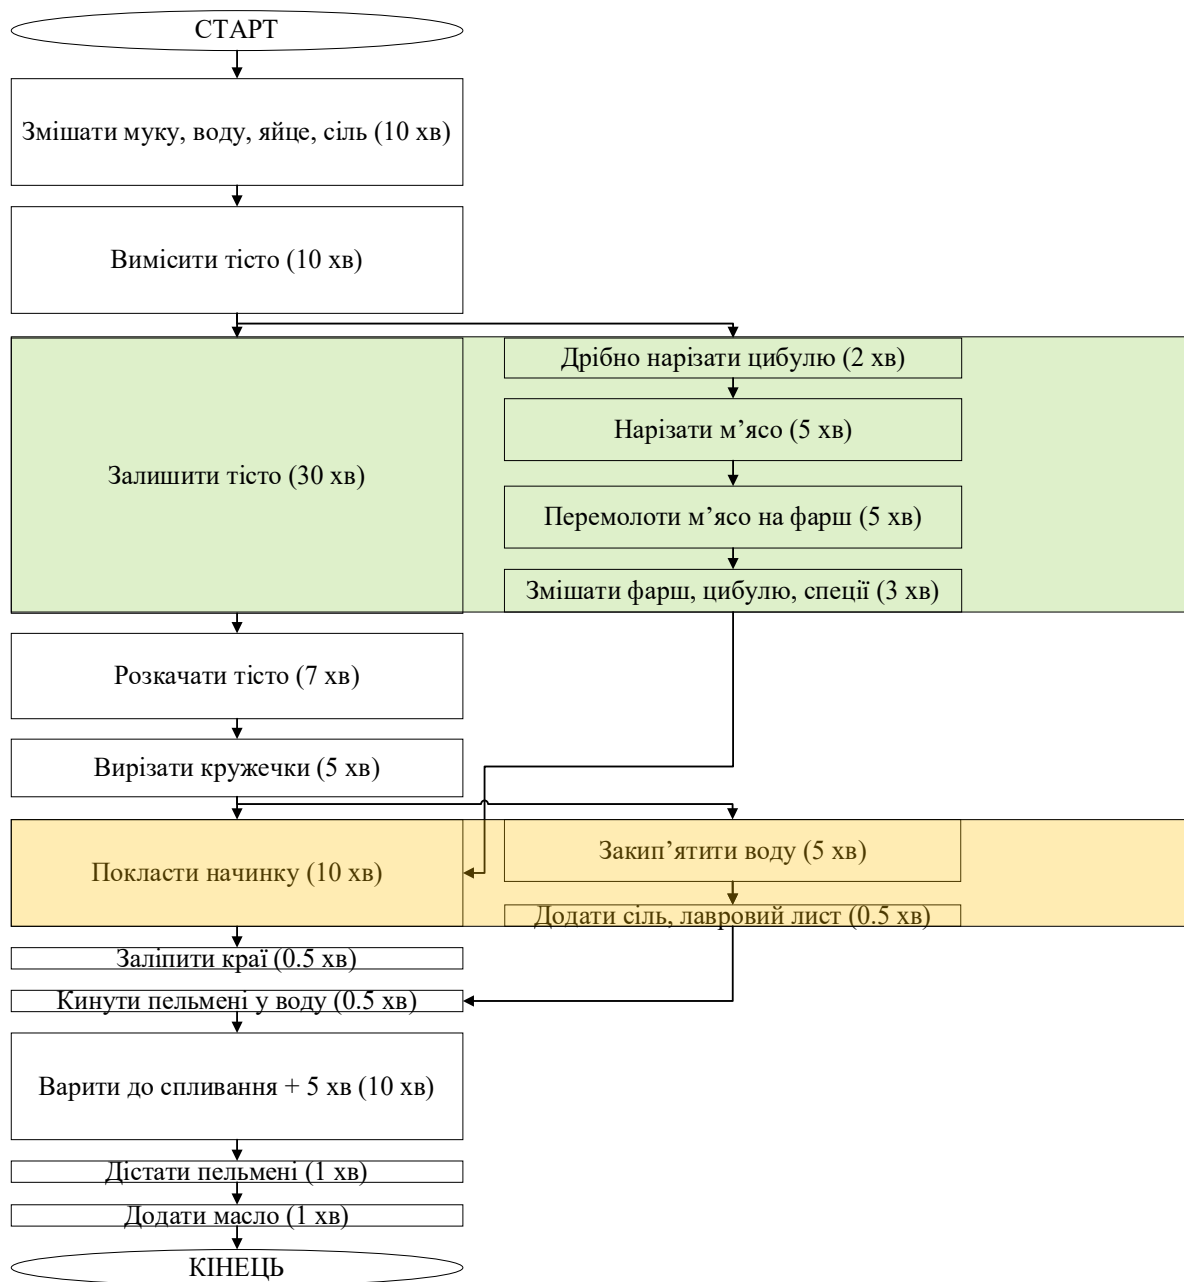 СТАРТ
Змішати муку, воду, яйце, сіль (10 хв)
Вимісити тісто (10 хв)
Залишити тісто (30 хв)
Дрібно нарізати цибулю (2 хв)
Нарізати м’ясо (5 хв)
Перемолоти м’ясо на фарш (5 хв)
Змішати фарш, цибулю, спеції (3 хв)
Розкачати тісто (7 хв)
Вирізати кружечки (5 хв)
Покласти начинку (10 хв)
Закип’ятити воду (5 хв)
Додати сіль, лавровий лист (0.5 хв)
Заліпити краї (0.5 хв)
Кинути пельмені у воду (0.5 хв)
Варити до спливання + 5 хв (10 хв)
Дістати пельмені (1 хв)
Додати масло (1 хв)
КІНЕЦЬ